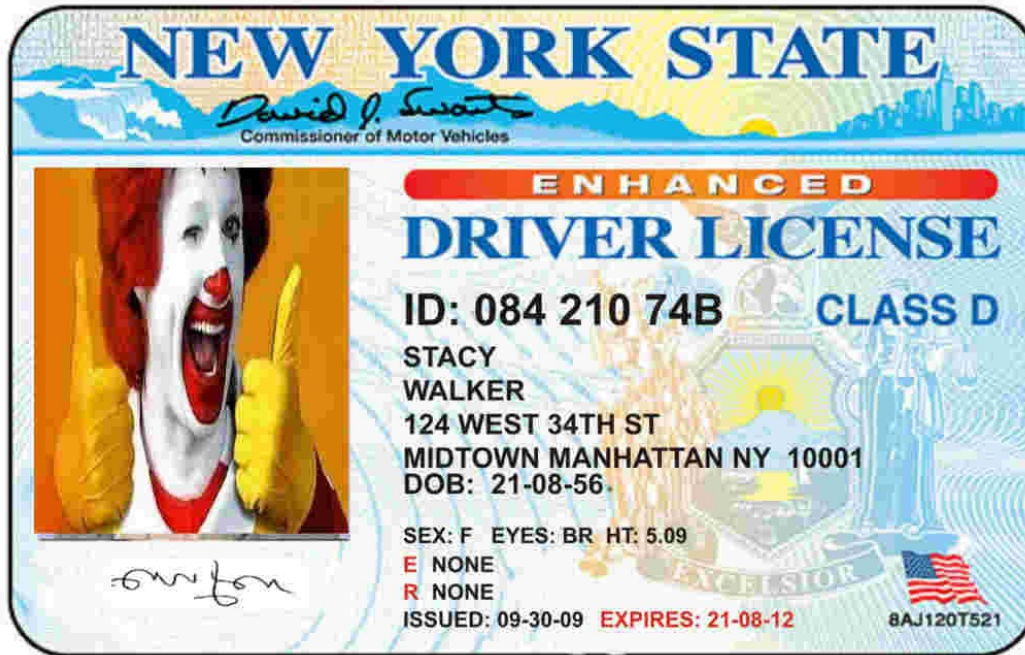 NEW YORK STATE
Commissioner of Motor Vehicles
ENHANCED
DRIVER LICENSE
ID: 084 210 74B CLASS D
STACY
WALKER
124 WEST 34TH ST
MIDTOWN MANHATTAN NY 10001
DOB: 21-08-56
SEX: F EYES: BR HT: 5.09
E NONE
R NONE
ISSUED: 09-30-09 EXPIRES: 21-08-12
EXCELSIOR
8AJ120T521